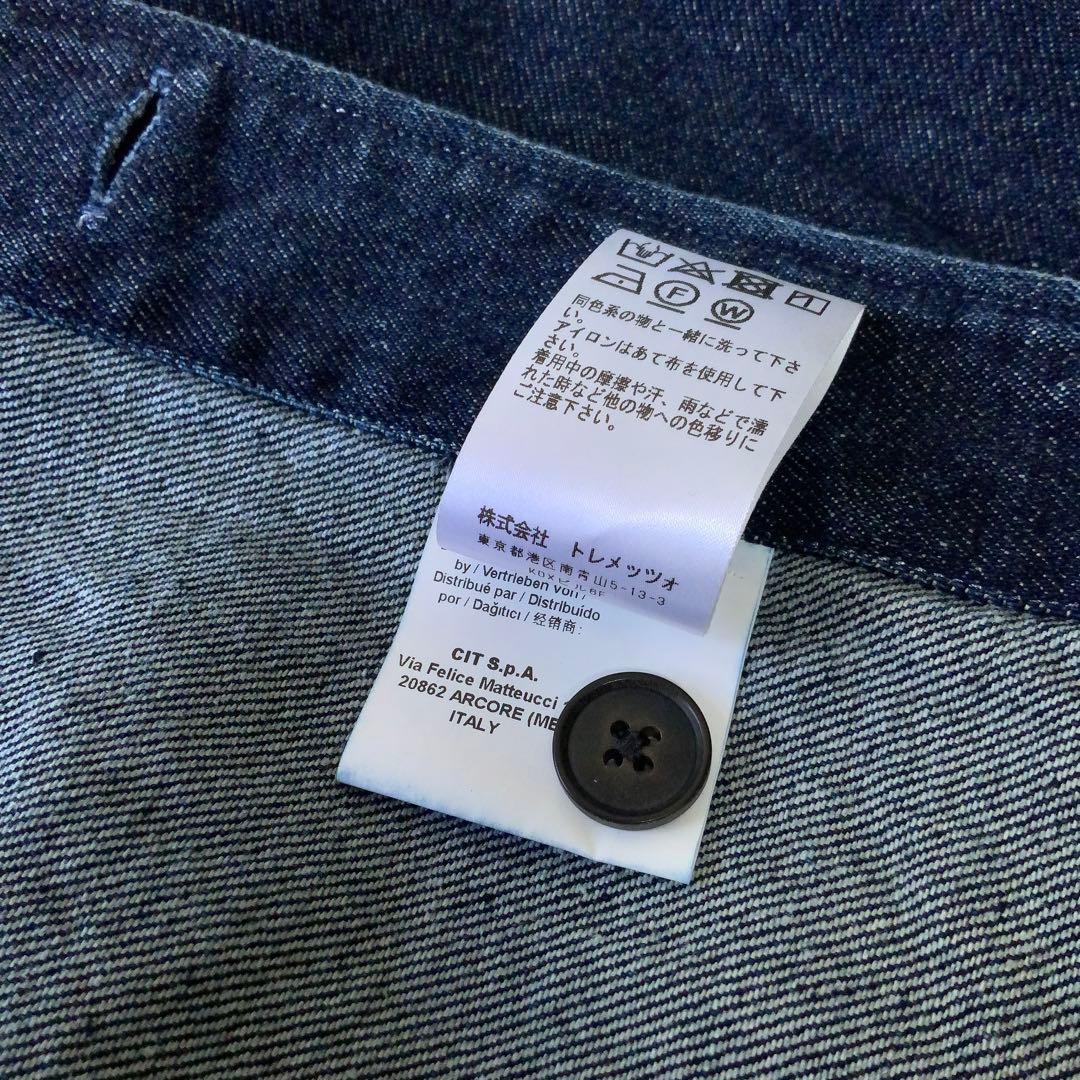 F W
同色系の物と一緒に洗って下さ
い。
アイロンはあて布を使用して下
さい。
着用中の摩擦や汗、雨などで濡
れた時など他の物への色移りに
ご注意下さい。
株式会社 トレメッツォ
東京都港区南青山5-13-3
by / Vertrieben von /
Distribué par / Distribuido
por / Dağıtıcı / 经销商:
CIT S.p.A.
Via Felice Matteucci
20862 ARCORE
ITALY